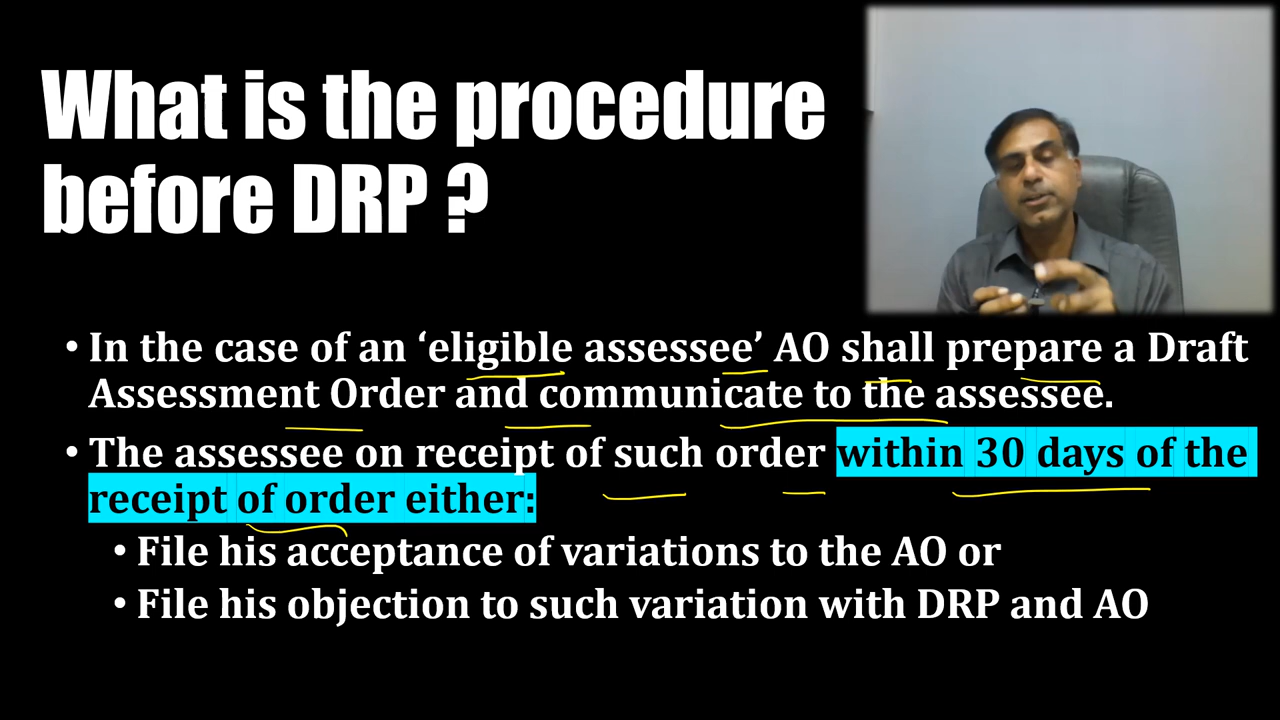 What is the procedure
before DRP ?
• In the case of an ‘eligible assessee’ AO shall prepare a Draft
Assessment Order and communicate to the assessee.
• The assessee on receipt of such order within 30 days of the
receipt of order either:
• File his acceptance of variations to the AO or
• File his objection to such variation with DRP and AO